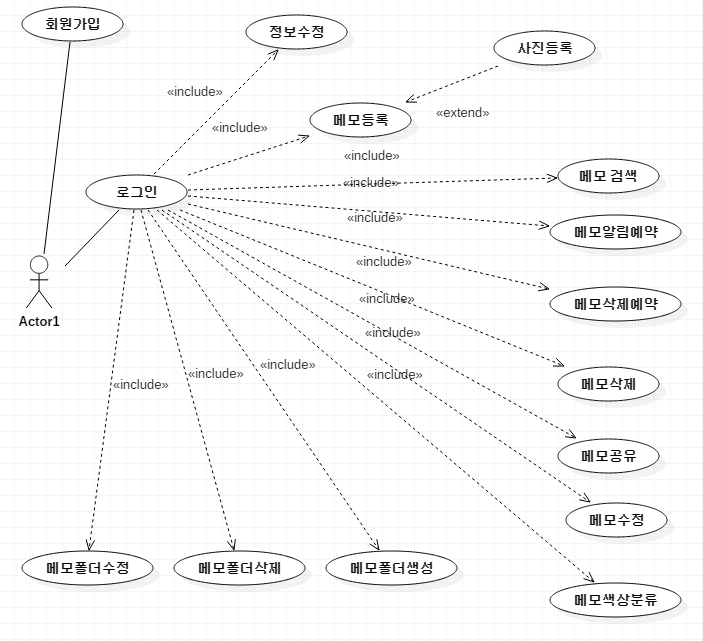 회원가입
정보수정
사진등록
«include»
«extend»
메모등록
«include»
«include»
메모 검색
«include»
로그인
«include»
메모알림예약
«include»
Actor1
메모삭제예약
«include»
«include»
«include»
«include»
«include»
«include»
메모삭제
메모공유
메모수정
메모폴더수정
메모폴더삭제
메모폴더생성
메모색상분류